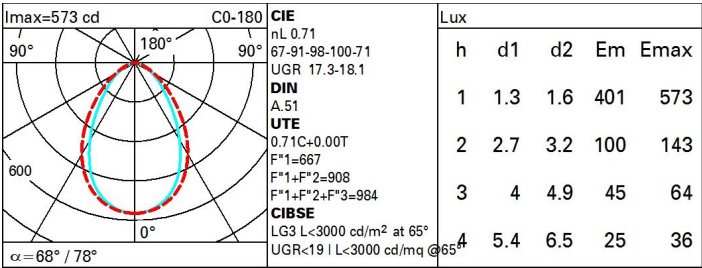 Imax=573 cd C0-180
90° 180° 90°
600
0°
α=68° / 78°
CIE
nL 0.71
67-91-98-100-71
UGR 17.3-18.1
DIN
A.51
UTE
0.71C+0.00T
F"1=667
F"1+F"2=908
F"1+F"2+F"3=984
CIBSE
LG3 L<3000 cd/m² at 65°
UGR<19 | L<3000 cd/mq @65°
Lux
h d1 d2 Em Emax
1 1.3 1.6 401 573
2 2.7 3.2 100 143
3 4 4.9 45 64
4 5.4 6.5 25 36